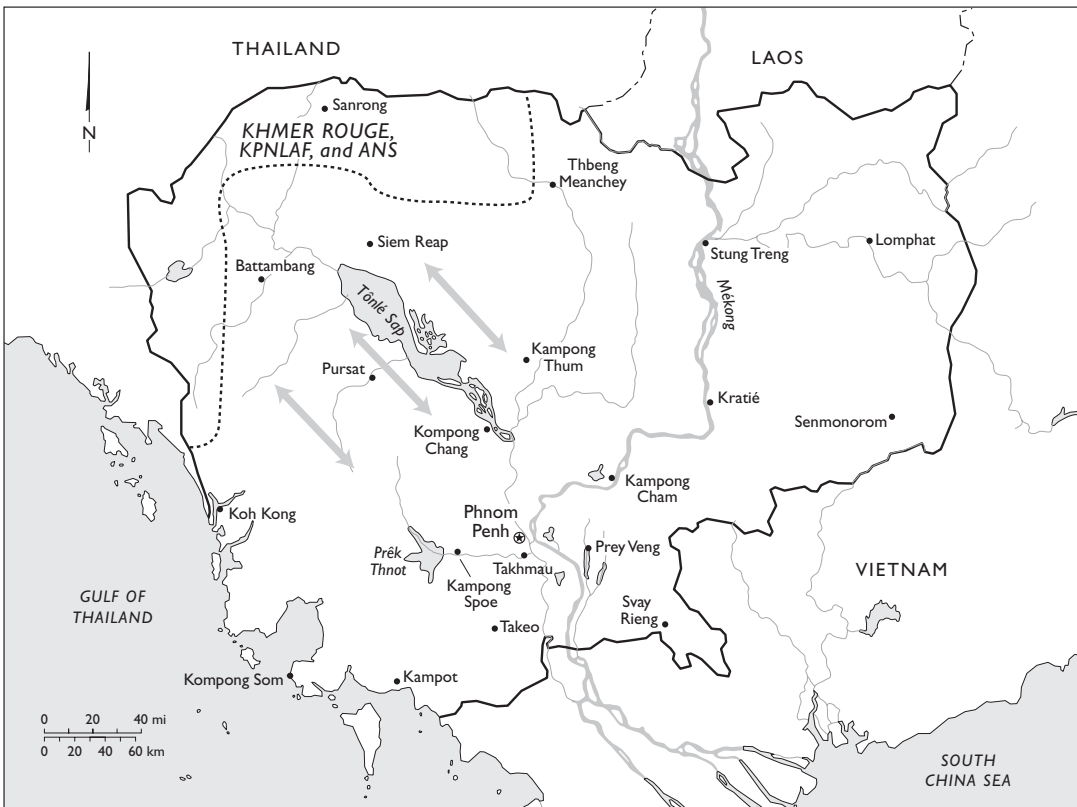 THAILAND
LAOS
N
Sanrong
KHMER ROUGE,
KPNLAF, and ANS
Thbeng
Meanchey
Siem Reap
Stung Treng
Lomphat
Battambang
Tônlé Sap
Mékong
Kampong
Thum
Pursat
Kratié
Senmonorom
Kompong
Chang
Kampong
Cham
Koh Kong
Phnom
Penh
Prey Veng
Prêk
Thnot
Takhmau
Kampong
Spoe
VIETNAM
GULF OF
THAILAND
Svay
Rieng
Takeo
Kompong Som
Kampot
0 20 40 mi
0 20 40 60 km
SOUTH
CHINA SEA